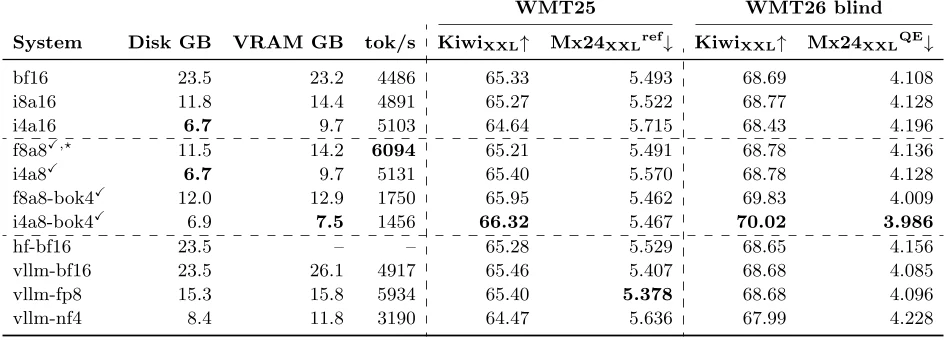 WMT25 WMT26 blind
System Disk GB VRAM GB tok/s KiwiXXL↑ Mx24XXLref↓ KiwiXXL↑ Mx24XXLQE↓
bf16 23.5 23.2 4486 65.33 5.493 68.69 4.108
i8a16 11.8 14.4 4891 65.27 5.522 68.77 4.128
i4a16 6.7 9.7 5103 64.64 5.715 68.43 4.196
f8a8✓,⋆ 11.5 14.2 6094 65.21 5.491 68.78 4.136
i4a8✓ 6.7 9.7 5131 65.40 5.570 68.78 4.128
f8a8-bok4✓ 12.0 12.9 1750 65.95 5.462 69.83 4.009
i4a8-bok4✓ 6.9 7.5 1456 66.32 5.467 70.02 3.986
hf-bf16 23.5 – – 65.28 5.529 68.65 4.156
vllm-bf16 23.5 26.1 4917 65.46 5.407 68.68 4.085
vllm-fp8 15.3 15.8 5934 65.40 5.378 68.68 4.096
vllm-nf4 8.4 11.8 3190 64.47 5.636 67.99 4.228